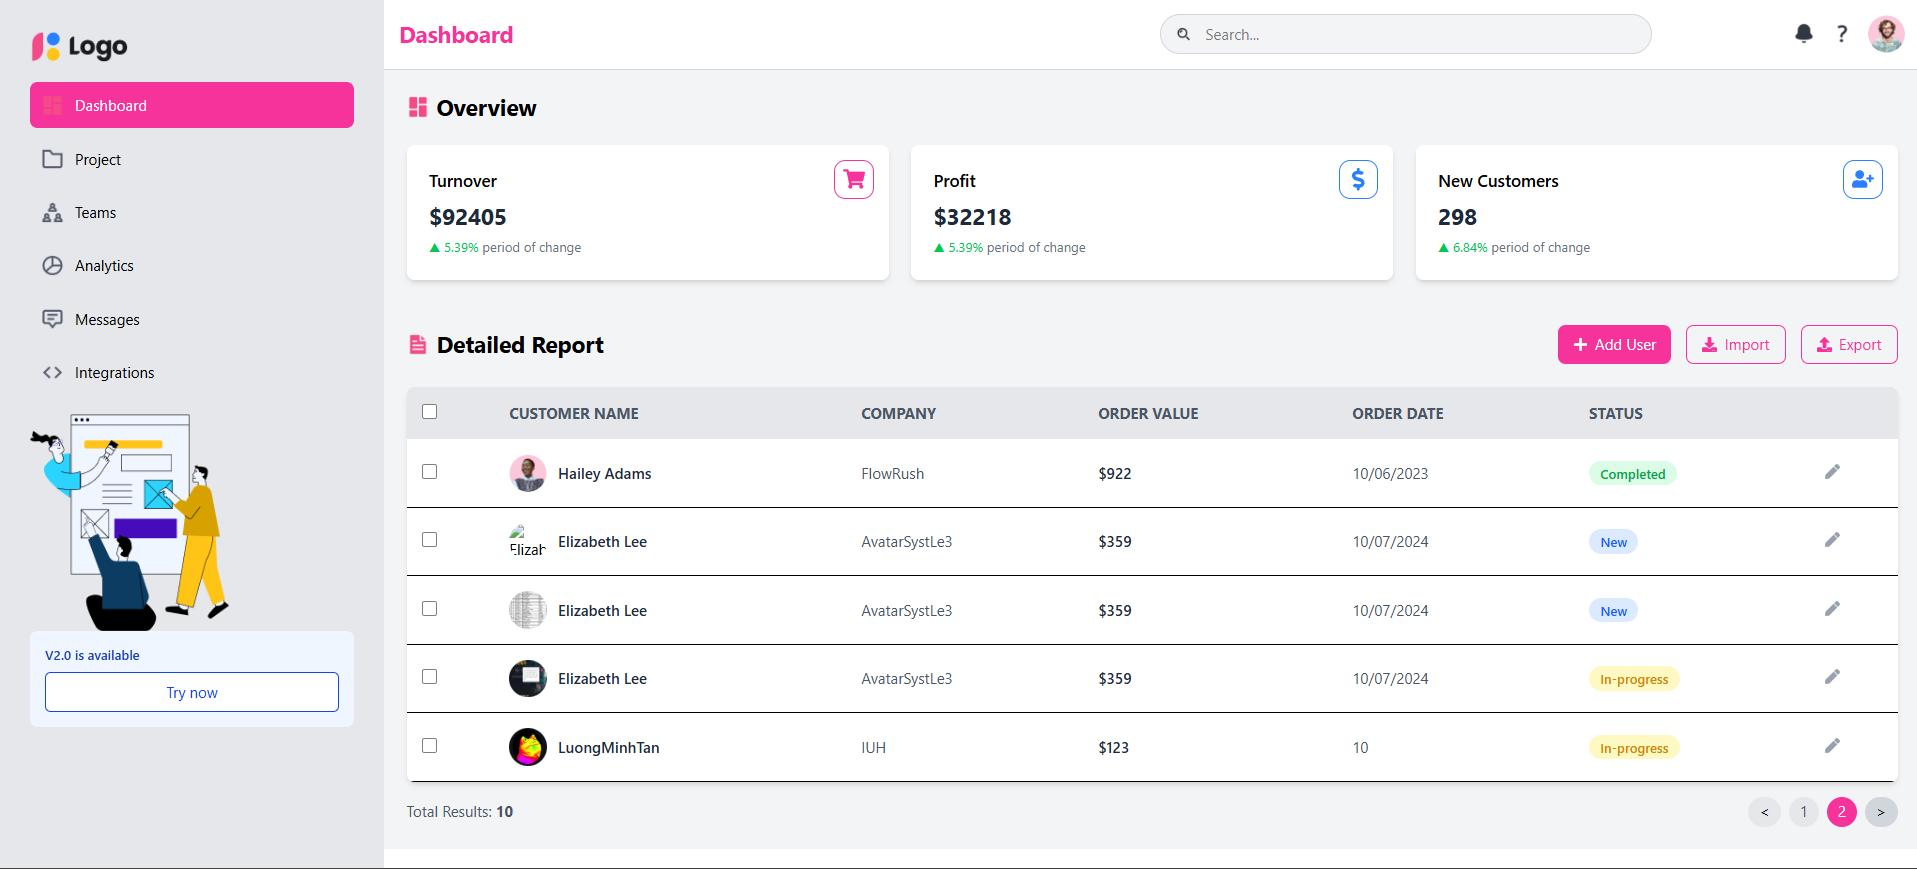 Logo
Dashboard
Project
Teams
Analytics
Messages
Integrations
V2.0 is available
Try now
Dashboard
Search...
?
Overview
Turnover
$92405
▲ 5.39% period of change
Profit
$
$32218
▲ 5.39% period of change
New Customers
298
▲ 6.84% period of change
Detailed Report
+ Add User Import Export
CUSTOMER NAME COMPANY ORDER VALUE ORDER DATE STATUS
Hailey Adams FlowRush $922 10/06/2023 Completed
Elizab Elizabeth Lee AvatarSystLe3 $359 10/07/2024 New
Elizabeth Lee AvatarSystLe3 $359 10/07/2024 New
Elizabeth Lee AvatarSystLe3 $359 10/07/2024 In-progress
LuongMinhTan IUH $123 10 In-progress
Total Results: 10
< 1 2 >